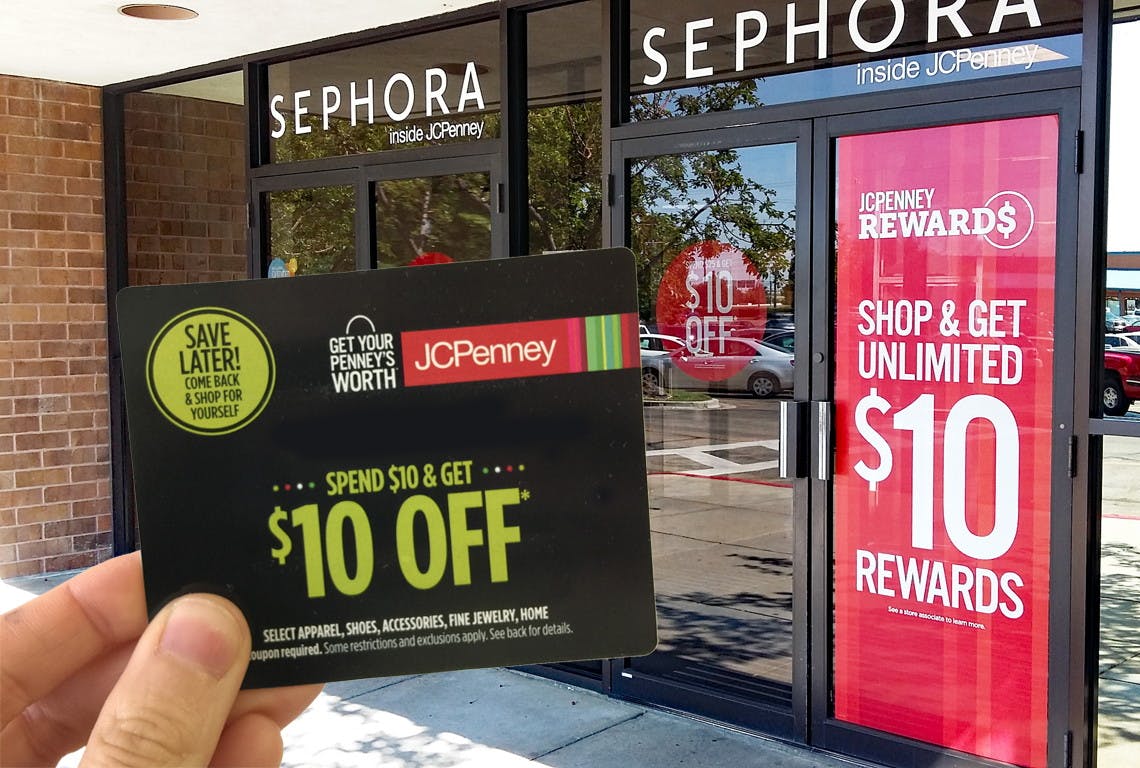 SEPHORA
inside JCPenney
SEPHORA
inside JCPenney
JCPENNEY
REWARD$
SHOP & GET
UNLIMITED
$10
REWARDS
See a store associate to learn more.
$10
OFF
SAVE
LATER!
COME BACK
& SHOP FOR
YOURSELF
GET YOUR
PENNEY'S
WORTH
JCPenney
SPEND $10 & GET
$10 OFF*
SELECT APPAREL, SHOES, ACCESSORIES, FINE JEWELRY, HOME
oupon required. Some restrictions and exclusions apply. See back for details.